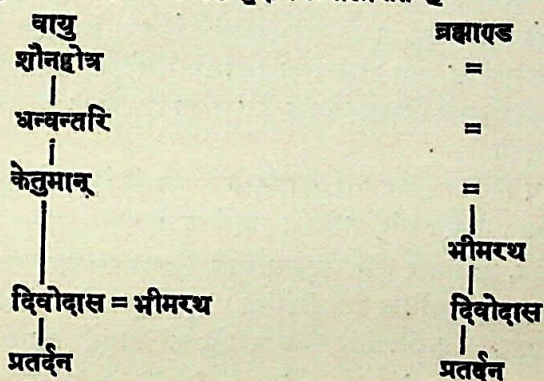 वायु ब्रह्माण्ड
शौनहोत्र =
धन्वन्तरि =
केतुमान् =
भीमरथ
दिवोदास = भीमरथ दिवोदास
प्रतर्दन प्रतर्दन